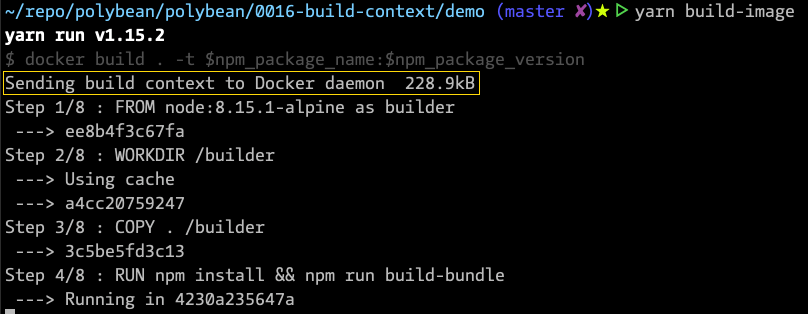 ~/repo/polybean/polybean/0016-build-context/demo (master ✘)★ ▷ yarn build-image
yarn run v1.15.2
$ docker build . -t $npm_package_name:$npm_package_version
Sending build context to Docker daemon  228.9kB
Step 1/8 : FROM node:8.15.1-alpine as builder
 ---> ee8b4f3c67fa
Step 2/8 : WORKDIR /builder
 ---> Using cache
 ---> a4cc20759247
Step 3/8 : COPY . /builder
 ---> 3c5be5fd3c13
Step 4/8 : RUN npm install && npm run build-bundle
 ---> Running in 4230a235647a